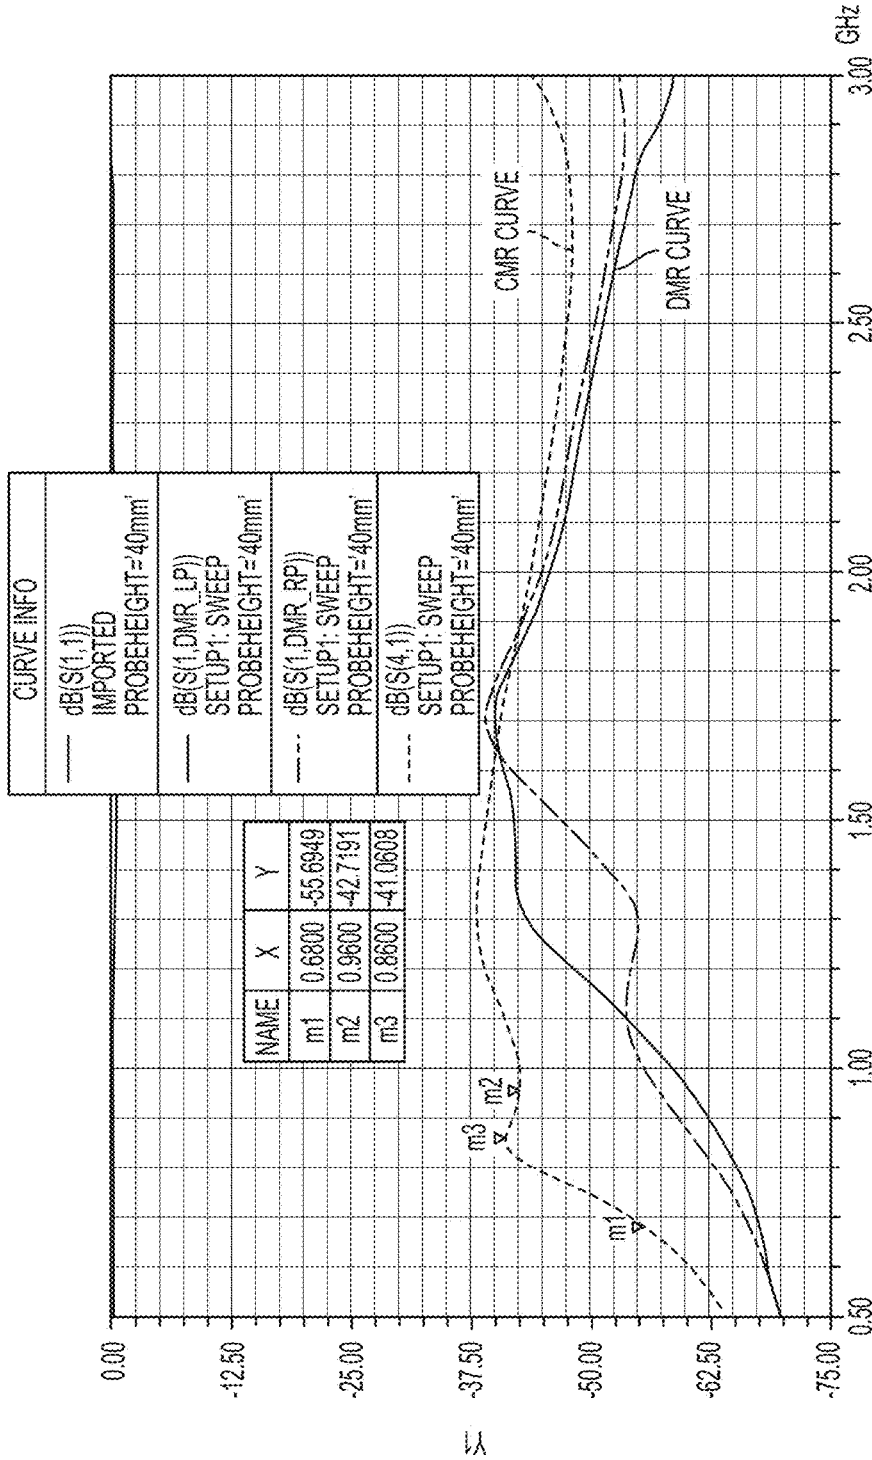 CURVE INFO
dB(S(1,1))
IMPORTED
PROBEHEIGHT='40mm'
dB(S(1,DMR_LP))
SETUP1: SWEEP
PROBEHEIGHT='40mm'
dB(S(1,DMR_RP))
SETUP1: SWEEP
PROBEHEIGHT='40mm'
dB(S(4,1))
SETUP1: SWEEP
PROBEHEIGHT='40mm'
NAME X Y
m1 0.6800 -55.6949
m2 0.9600 -42.7191
m3 0.8600 -41.0608
Y1
0.00
-12.50
-25.00
-37.50
-50.00
-62.50
-75.00
m1
m3
m2
CMR CURVE
DMR CURVE
0.50 1.00 1.50 2.00 2.50 3.00
GHz